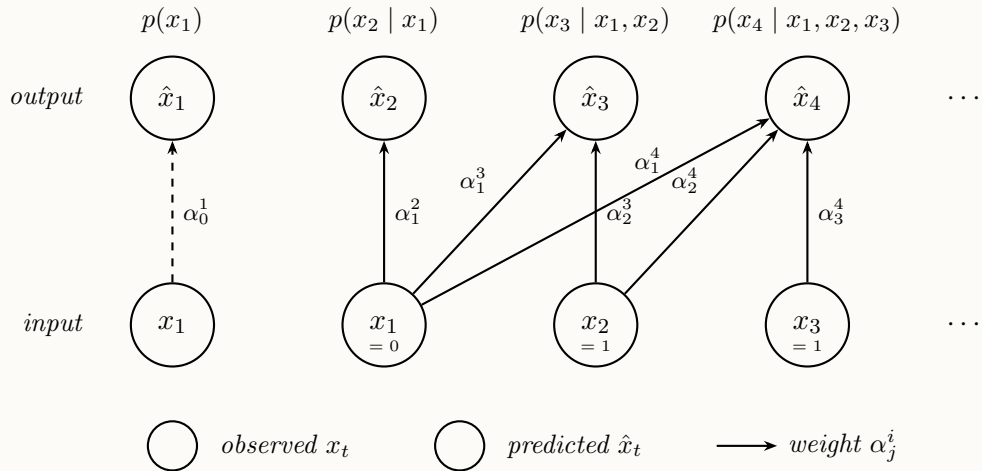 p(x₁) p(x₂ | x₁) p(x₃ | x₁, x₂) p(x₄ | x₁, x₂, x₃)
output x̂₁ x̂₂ x̂₃ x̂₄ ···
α₁⁴
α₁³ α₂⁴
α₀¹ α₁² α₂³ α₃⁴
input x₁ x₁ x₂ x₃ ···
= 0 = 1 = 1
observed xₜ predicted x̂ₜ weight αⱼⁱ